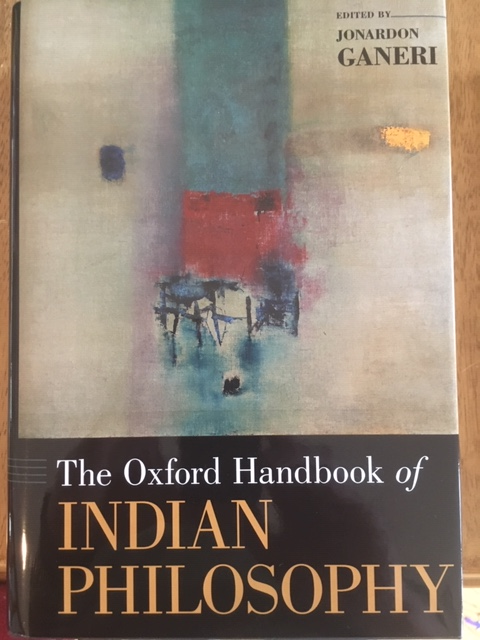 EDITED BY
JONARDON
GANERI
The Oxford Handbook of
INDIAN
PHILOSOPHY